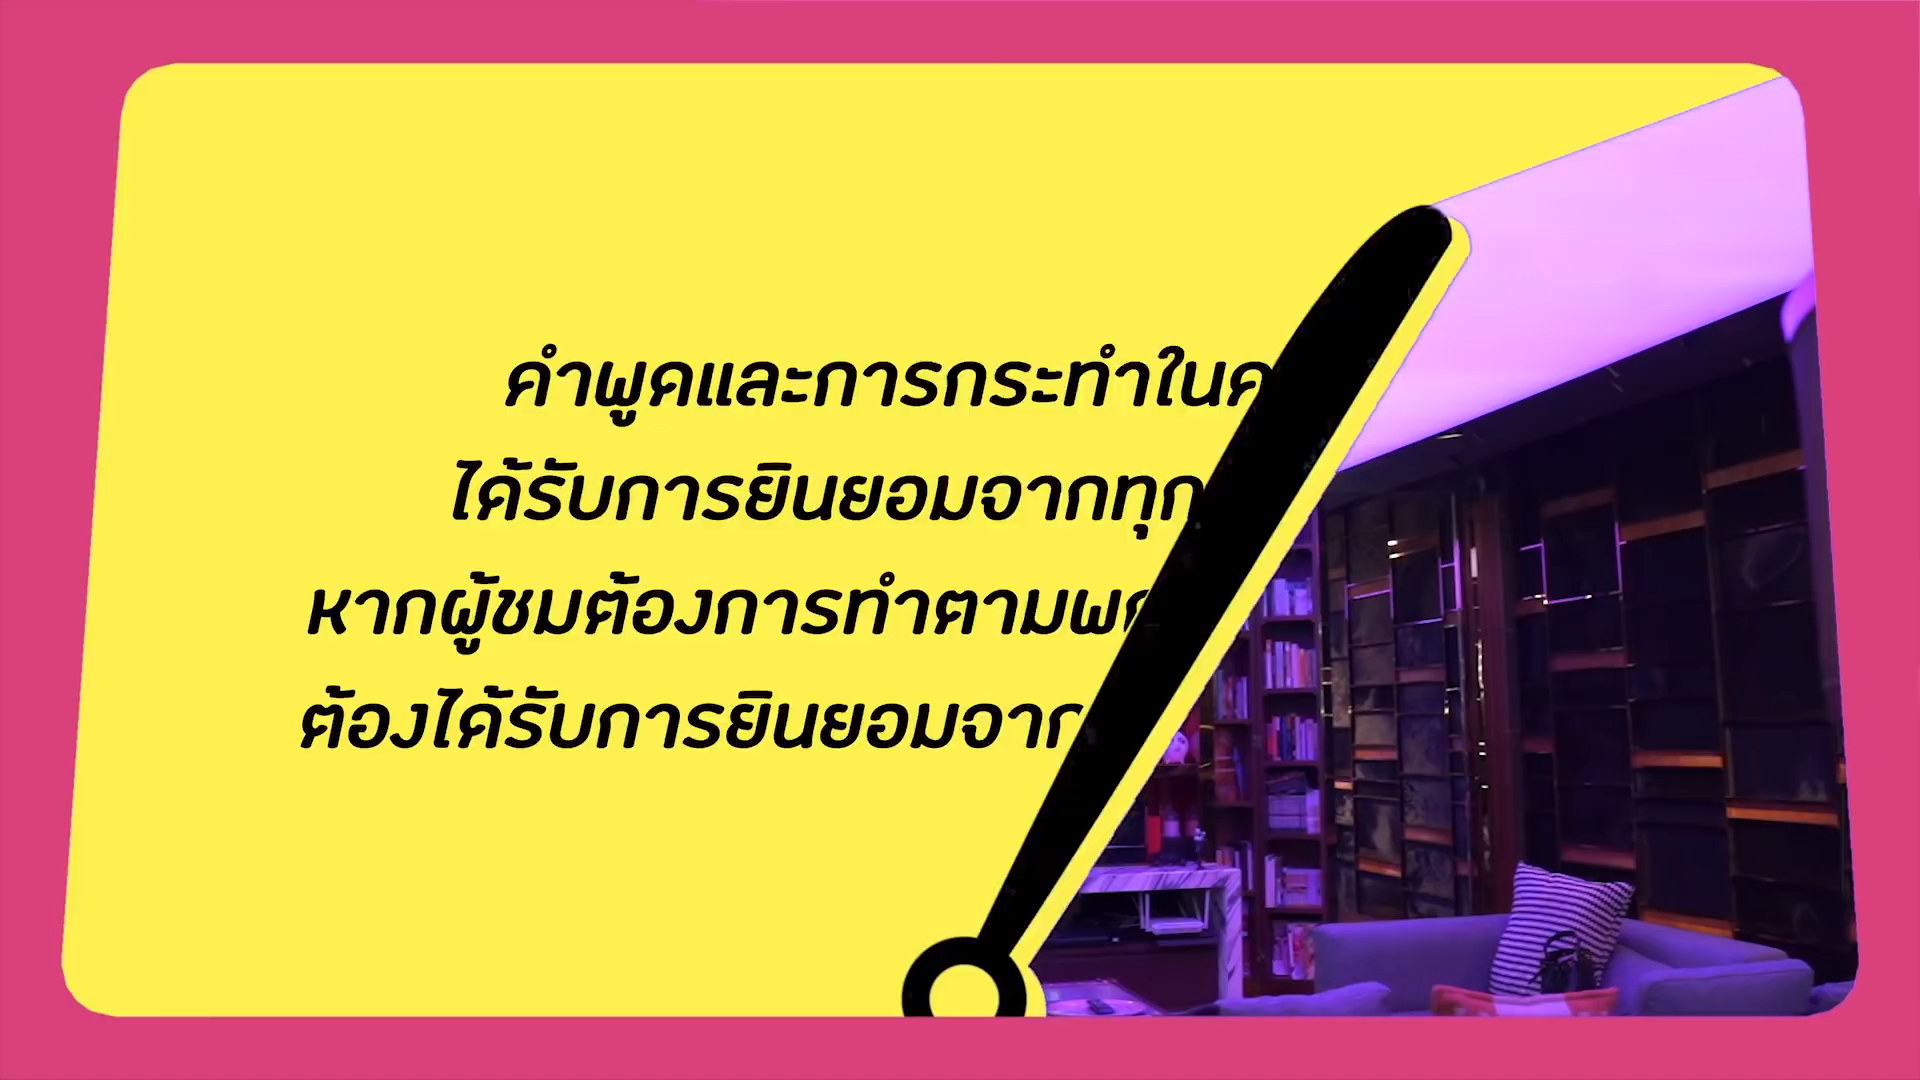 คำพูดและการกระทำใน
ได้รับการยินยอมจากทุก
หากผู้ชมต้องการทำตาม
ต้องได้รับการยินยอมจาก